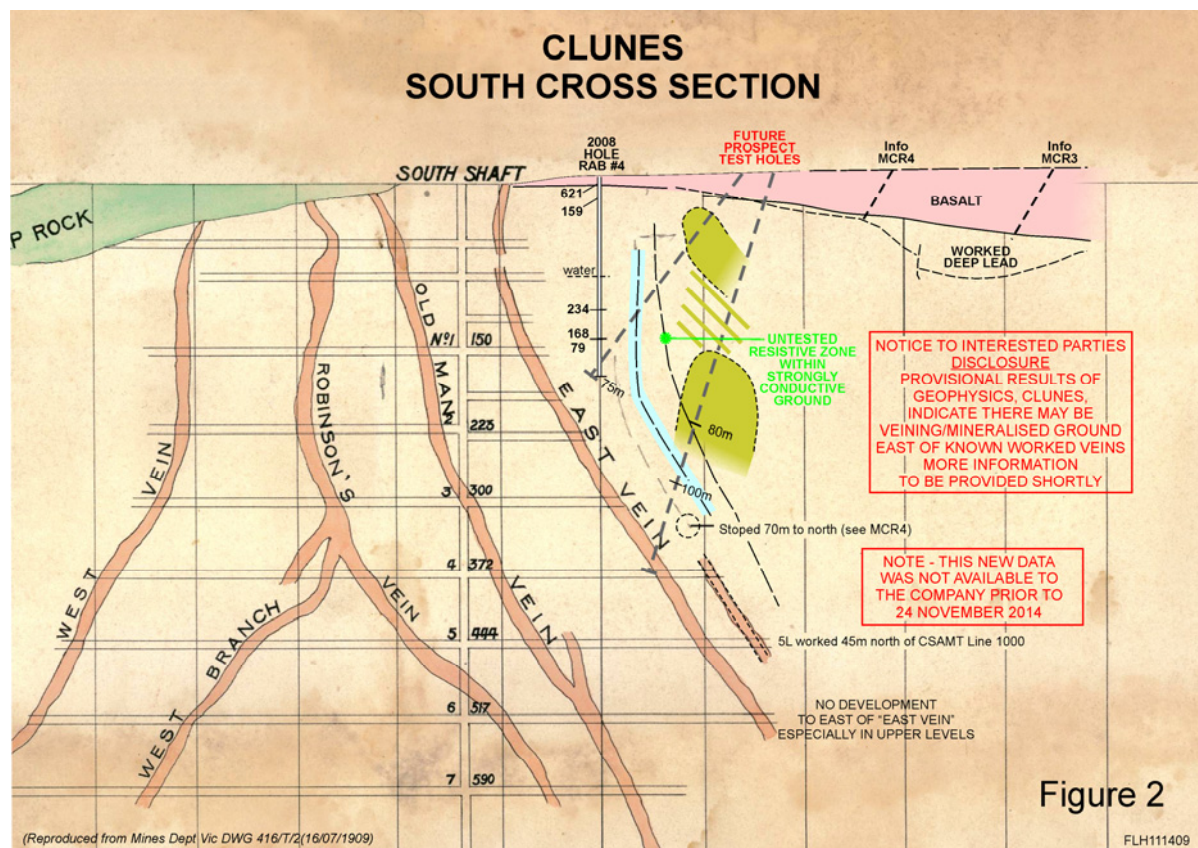 CLUNES
SOUTH CROSS SECTION
2008
HOLE
RAB #4
FUTURE
PROSPECT
TEST HOLES
Info
MCR4
Info
MCR3
SOUTH SHAFT
621
159
BASALT
P ROCK
WORKED
DEEP LEAD
water
234
168
79
75m
UNTESTED
RESISTIVE ZONE
WITHIN
STRONGLY
CONDUCTIVE
GROUND
NOTICE TO INTERESTED PARTIES
DISCLOSURE
PROVISIONAL RESULTS OF
GEOPHYSICS, CLUNES,
INDICATE THERE MAY BE
VEINING/MINERALISED GROUND
EAST OF KNOWN WORKED VEINS
MORE INFORMATION
TO BE PROVIDED SHORTLY
Nº1 150
2 225
3 300
4 372
5 444
6 517
7 590
WEST VEIN
ROBINSON'S VEIN
WEST BRANCH
OLD MAN VEIN
EAST VEIN
80m
100m
Stoped 70m to north (see MCR4)
NOTE - THIS NEW DATA
WAS NOT AVAILABLE TO
THE COMPANY PRIOR TO
24 NOVEMBER 2014
5L worked 45m north of CSAMT Line 1000
NO DEVELOPMENT
TO EAST OF "EAST VEIN"
ESPECIALLY IN UPPER LEVELS
Figure 2
(Reproduced from Mines Dept Vic DWG 416/T/2(16/07/1909)
FLH111409